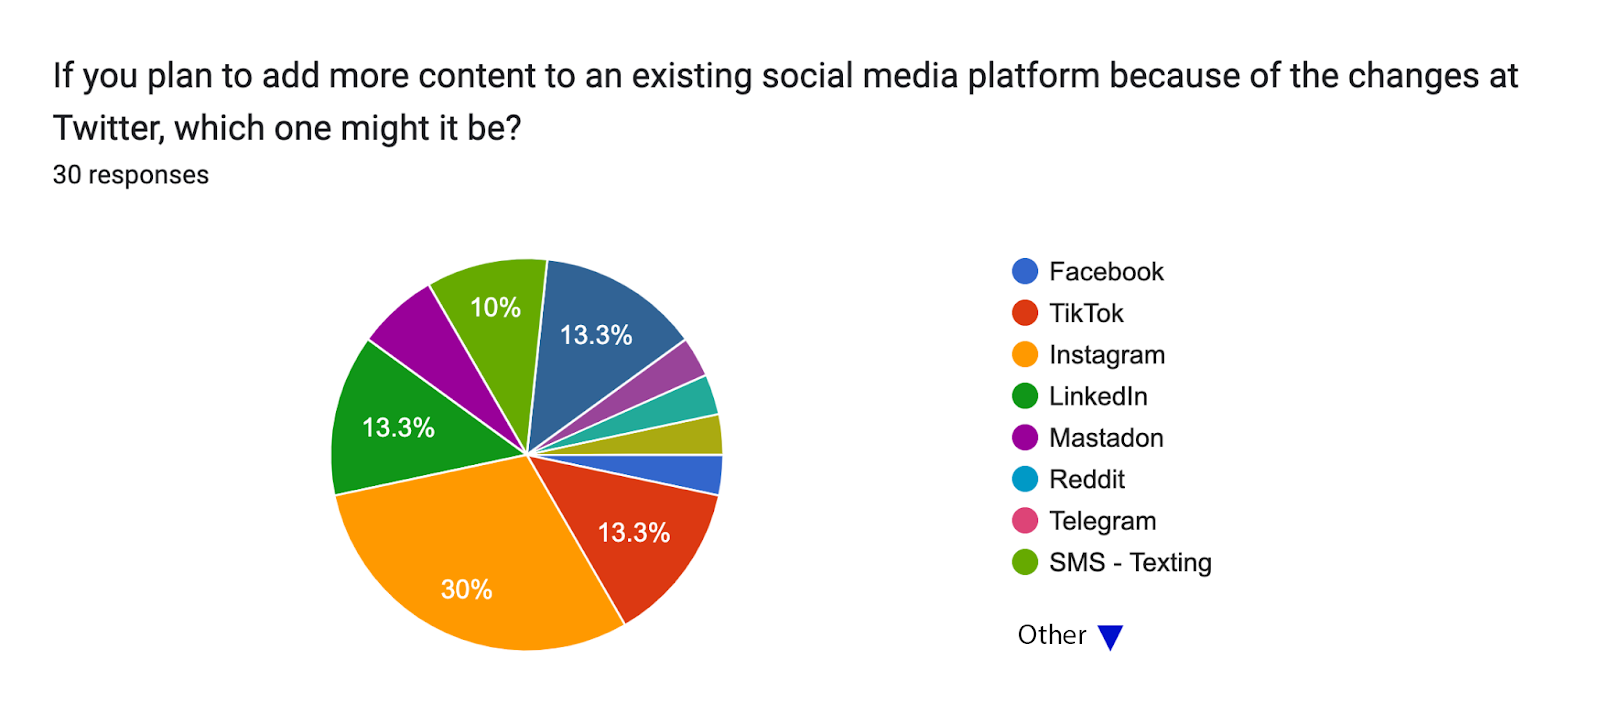 If you plan to add more content to an existing social media platform because of the changes at
Twitter, which one might it be?
30 responses
10%
13.3%
13.3%
13.3%
30%
Facebook
TikTok
Instagram
LinkedIn
Mastadon
Reddit
Telegram
SMS - Texting
Other